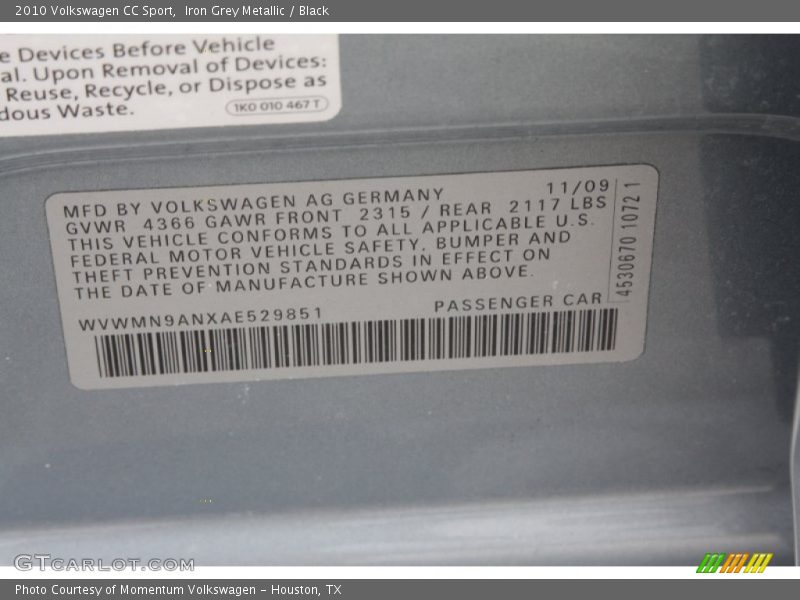 2010 Volkswagen CC Sport,  Iron Grey Metallic / Black
e Devices Before Vehicle
al. Upon Removal of Devices:
Reuse, Recycle, or Dispose as
dous Waste.
1K0 010 467 T
MFD BY VOLKSWAGEN AG GERMANY 11/09
GVWR 4366 GAWR FRONT 2315 / REAR 2117 LBS
THIS VEHICLE CONFORMS TO ALL APPLICABLE U.S.
FEDERAL MOTOR VEHICLE SAFETY, BUMPER AND
THEFT PREVENTION STANDARDS IN EFFECT ON
THE DATE OF MANUFACTURE SHOWN ABOVE.
WVWMN9ANXAE529851 PASSENGER CAR
4530670 10721
GTCARLOT.COM
Photo Courtesy of Momentum Volkswagen - Houston, TX